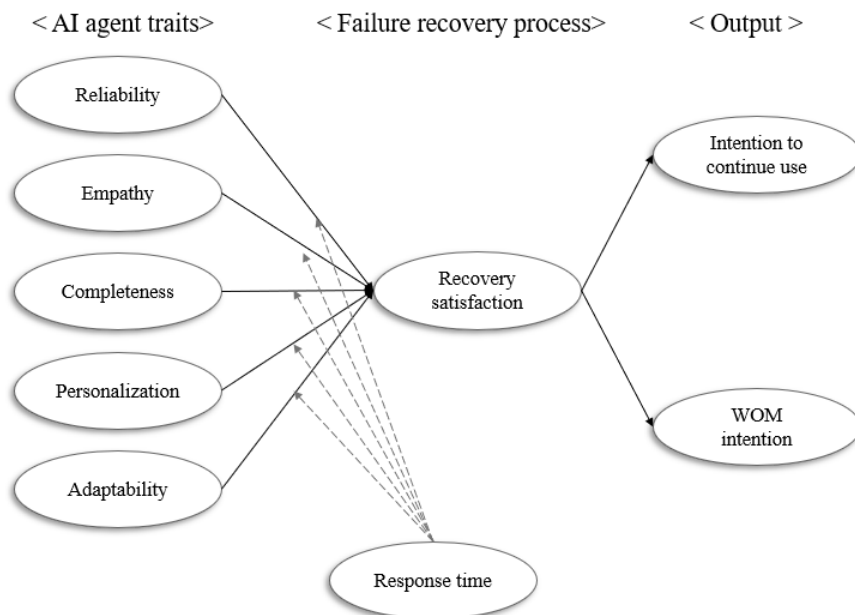 < AI agent traits>
< Failure recovery process>
< Output >
Reliability
Empathy
Completeness
Personalization
Adaptability
Recovery
satisfaction
Response time
Intention to
continue use
WOM
intention